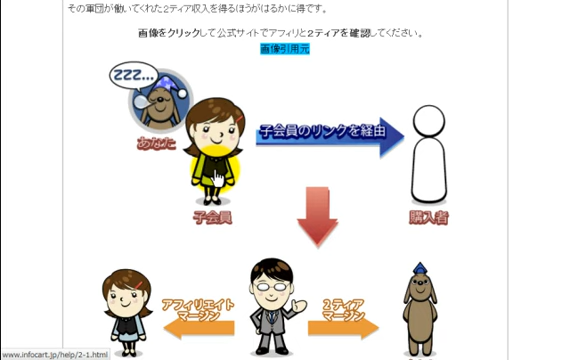 その軍団が働いてくれた2ティア収入を得るほうがはるかに得です。
画像をクリックして公式サイトでアフィリと2ティアを確認してください。
画像引用元
ZZZ...
あなた
子会員のリンクを経由
子会員
購入者
アフィリエイト
マージン
2ティア
マージン
www.infocart.jp/help/2-1.html